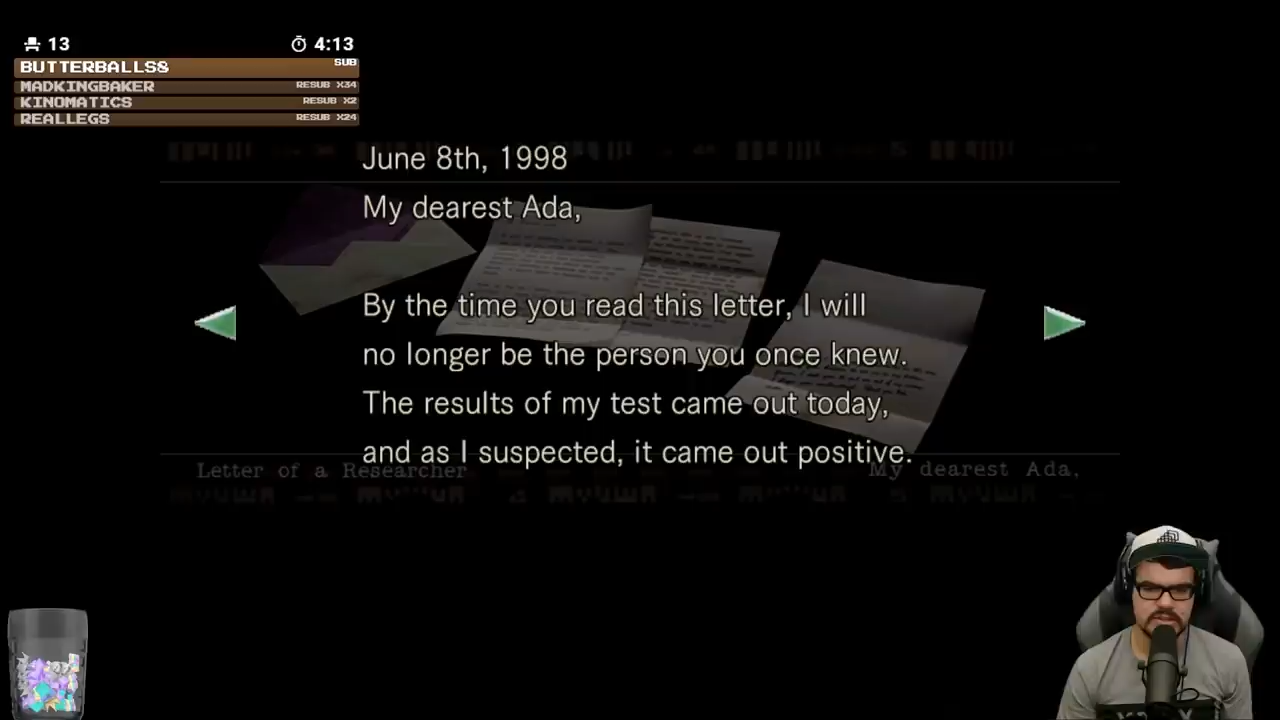 13
4:13
BUTTERBALLS& SUB
MADKINGBAKER RESUB X34
KINOMATICS RESUB X2
REALLEGS RESUB X24
June 8th, 1998
My dearest Ada,
By the time you read this letter, I will
no longer be the person you once knew.
The results of my test came out today,
and as I suspected, it came out positive.
Letter of a Researcher
My dearest Ada,